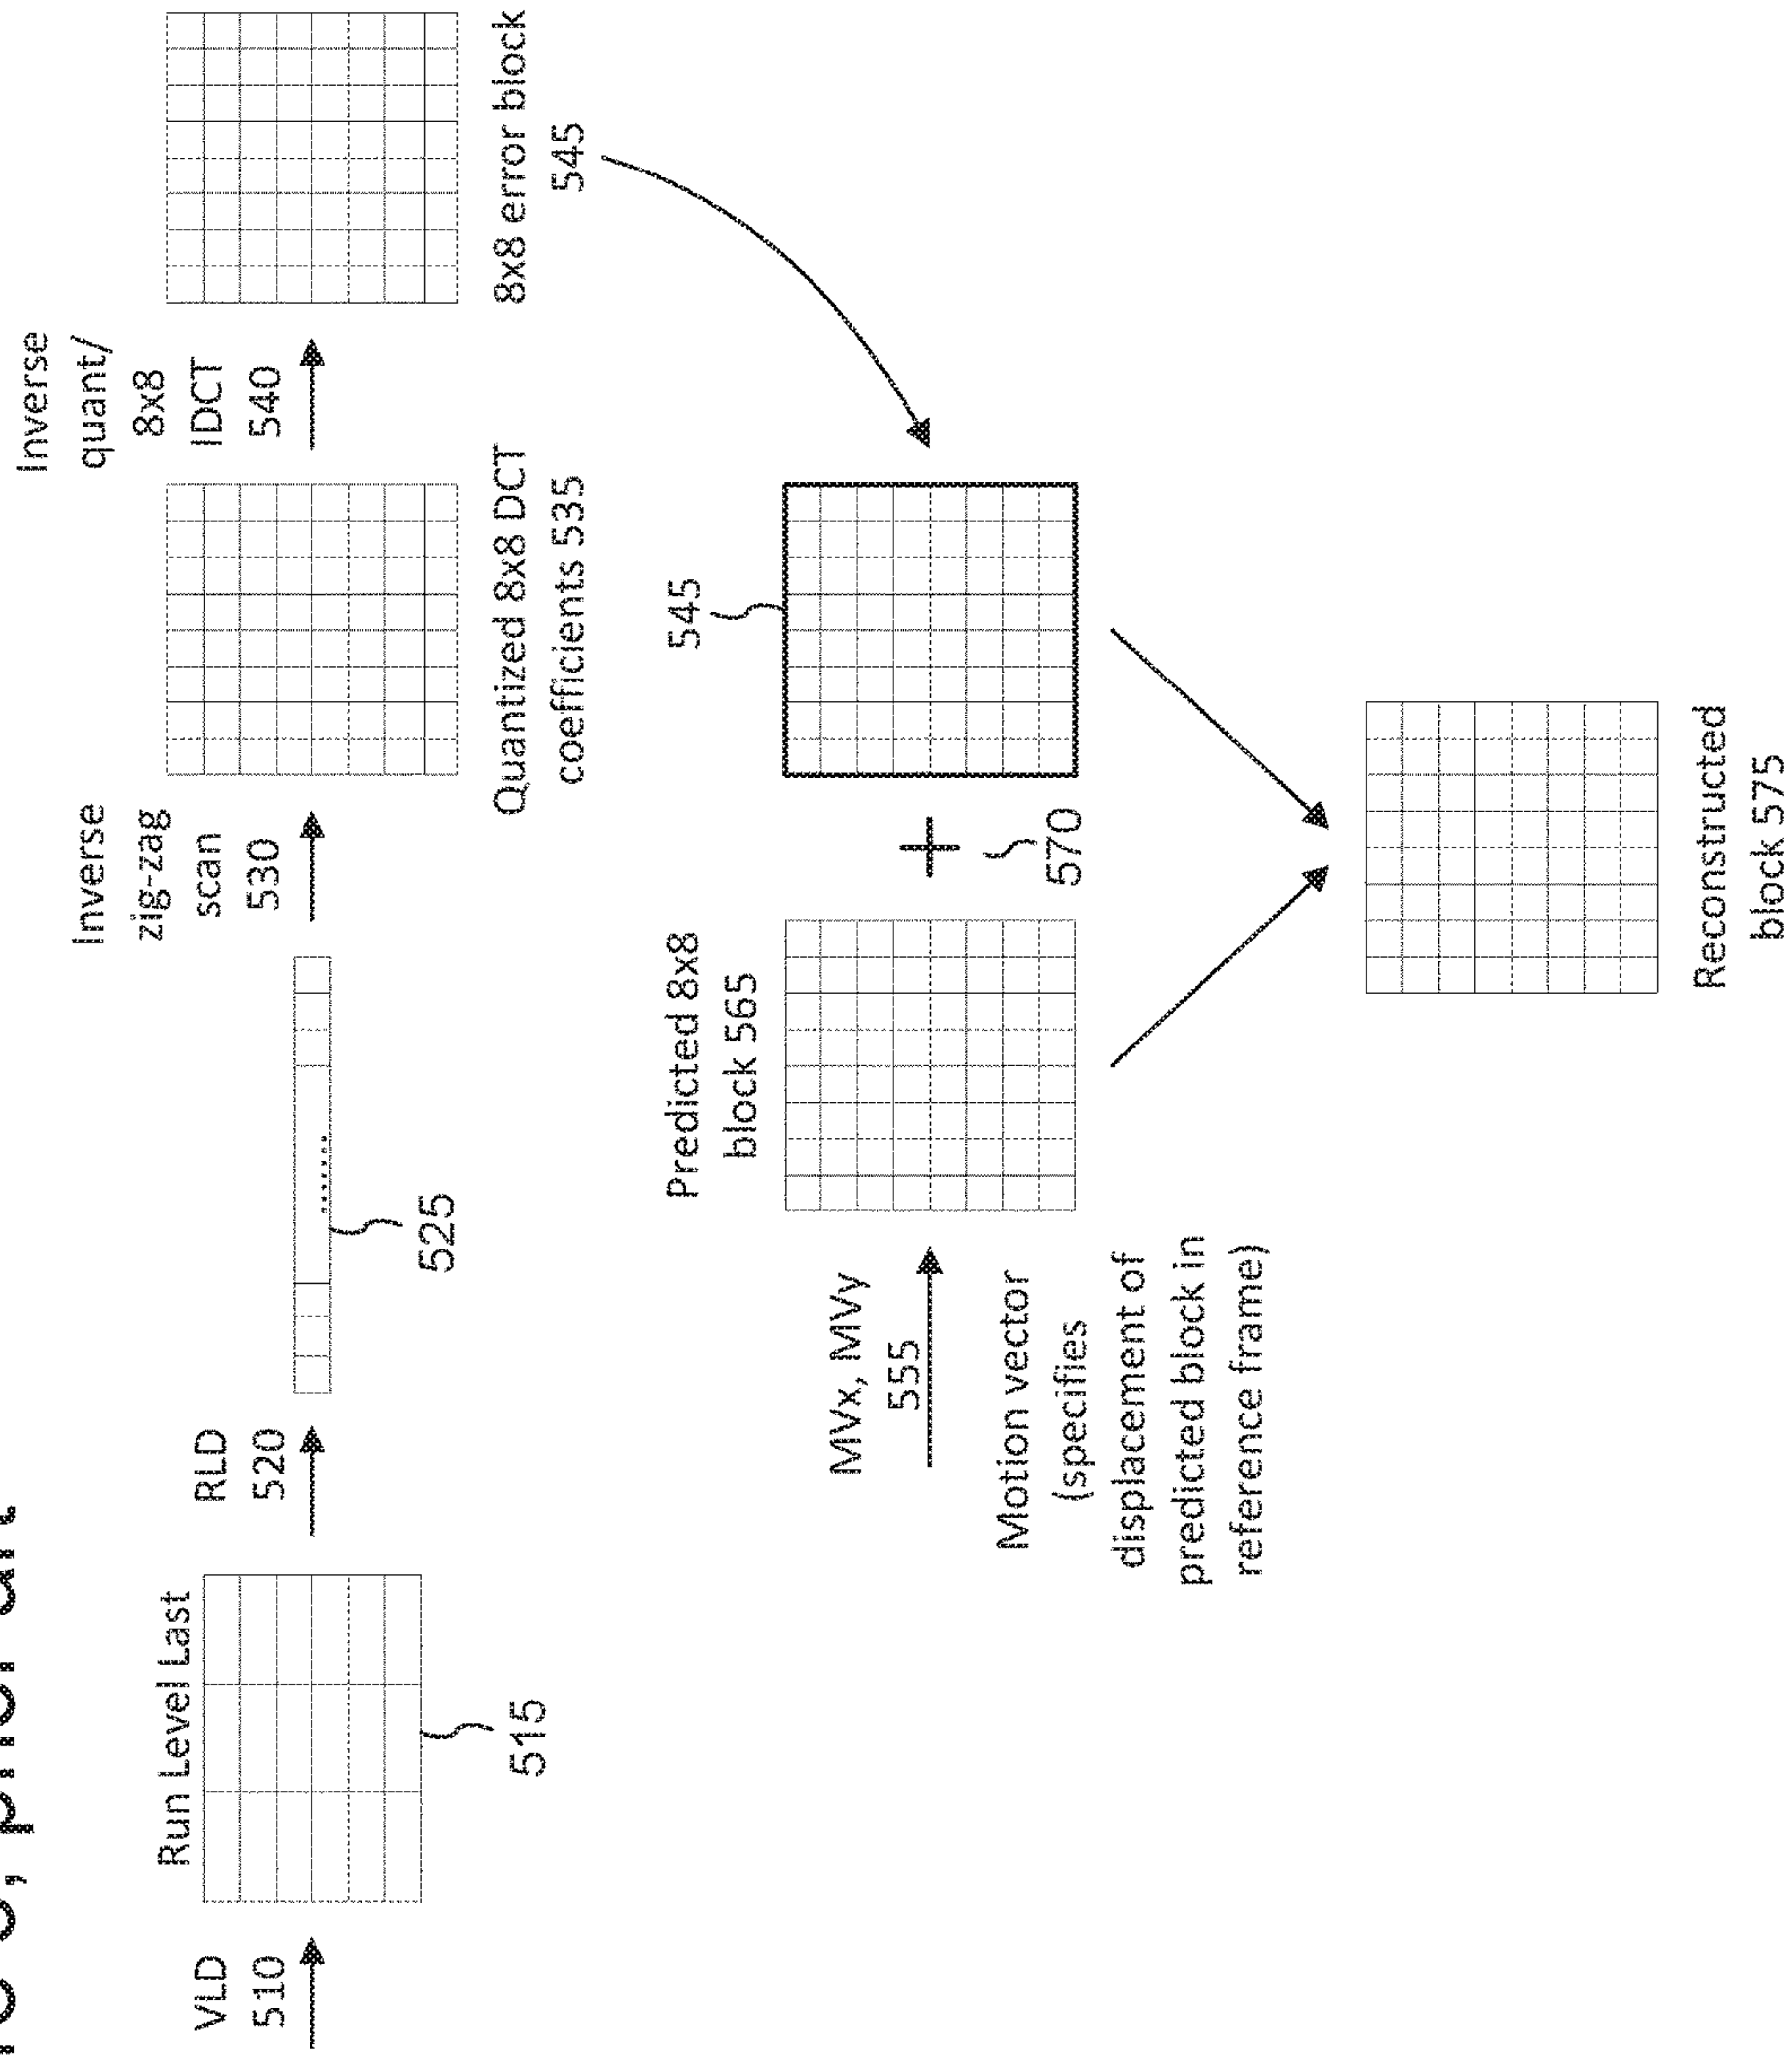 prior art
VLD
510
Run Level Last
515
RLD
520
525
Inverse
zig-zag
scan
530
Quantized 8x8 DCT
coefficients 535
Inverse
quant/
8x8
IDCT
540
8x8 error block
545
MVx, MVy
555
Motion vector
(specifies
displacement of
predicted block in
reference frame)
Predicted 8x8
block 565
+
570
545
Reconstructed
block 575